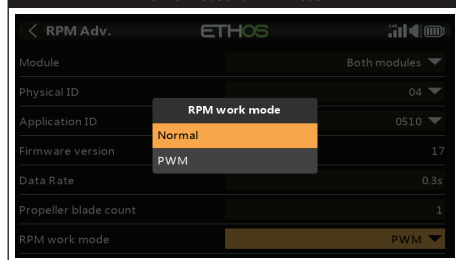 RPM Adv. ETHOS
Module Both modules
Physical ID 04
RPM work mode
Application ID 0510
Normal
Firmware version 17
PWM
Data Rate 0.3s
Propeller blade count 1
RPM work mode PWM